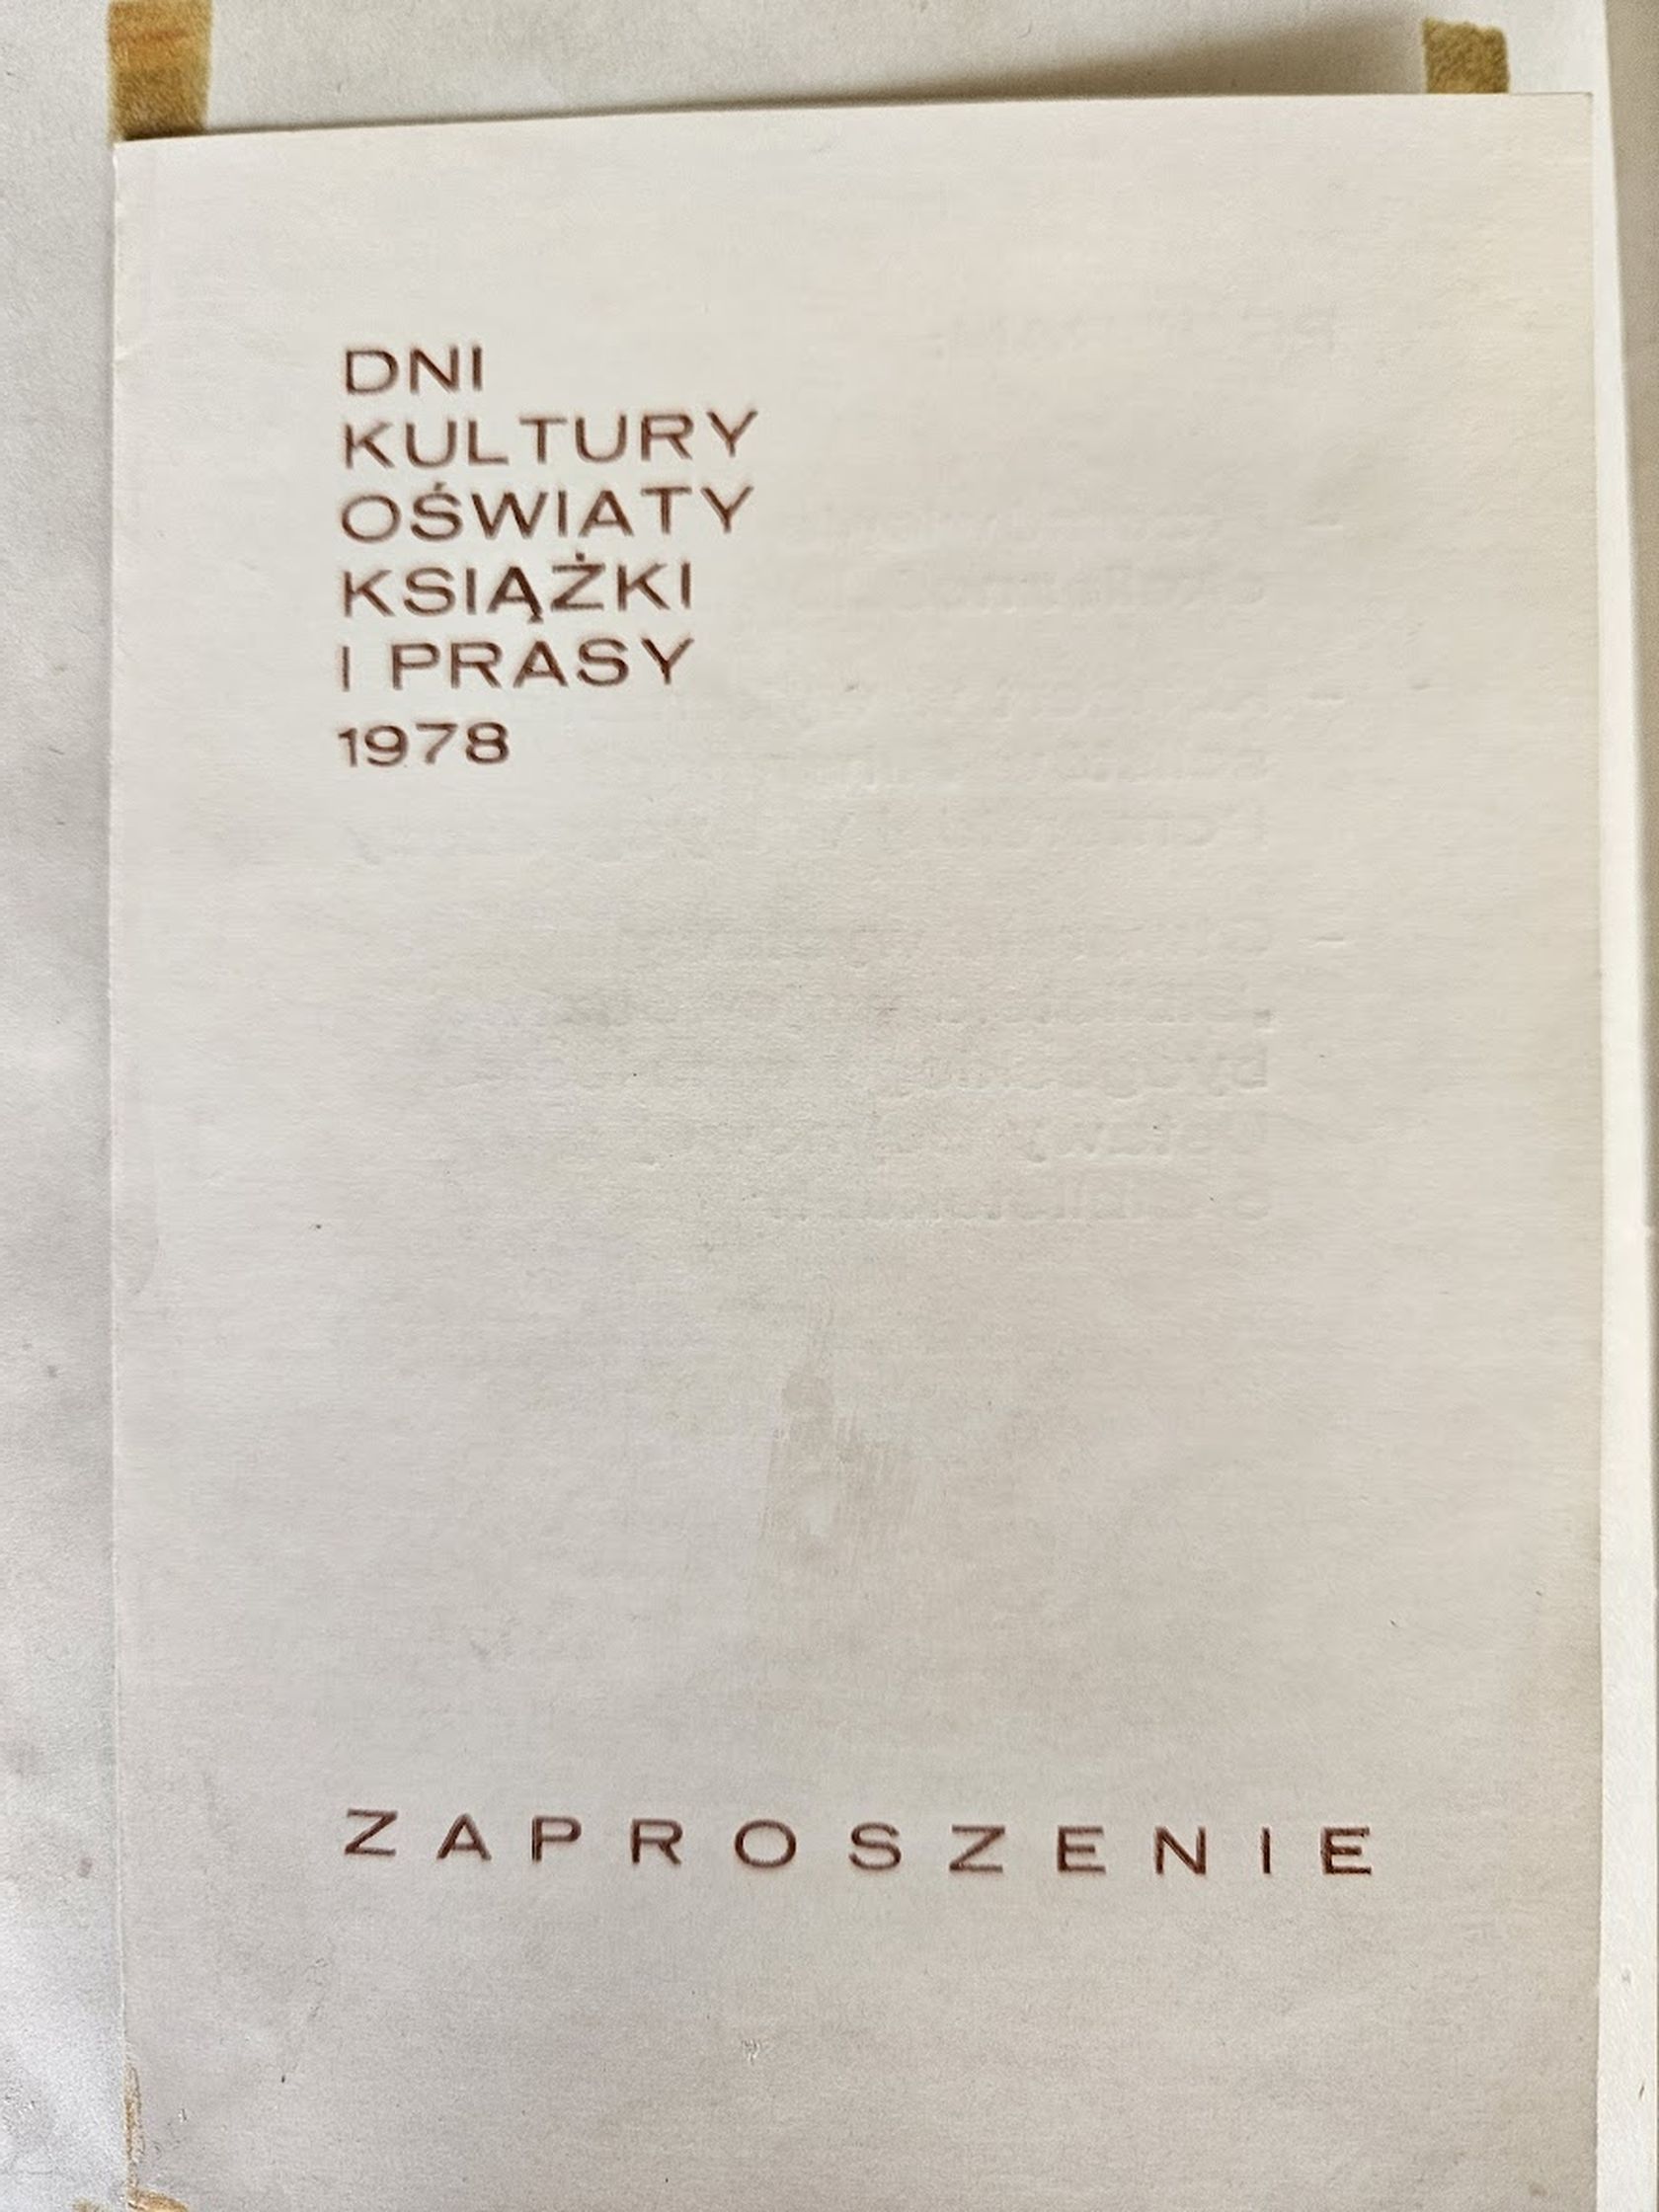 DNI
KULTURY
OŚWIATY
KSIĄŻKI
I PRASY
1978
ZAPROSZENIE